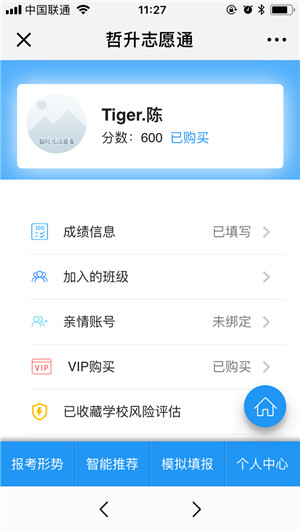 中国联通 11:27
哲升志愿通
暂时无法查看
Tiger.陈
分数：600 已购买
100
成绩信息 已填写
加入的班级
亲情账号 未绑定
VIP VIP购买 已购买
已收藏学校风险评估
报考形势 智能推荐 模拟填报 个人中心